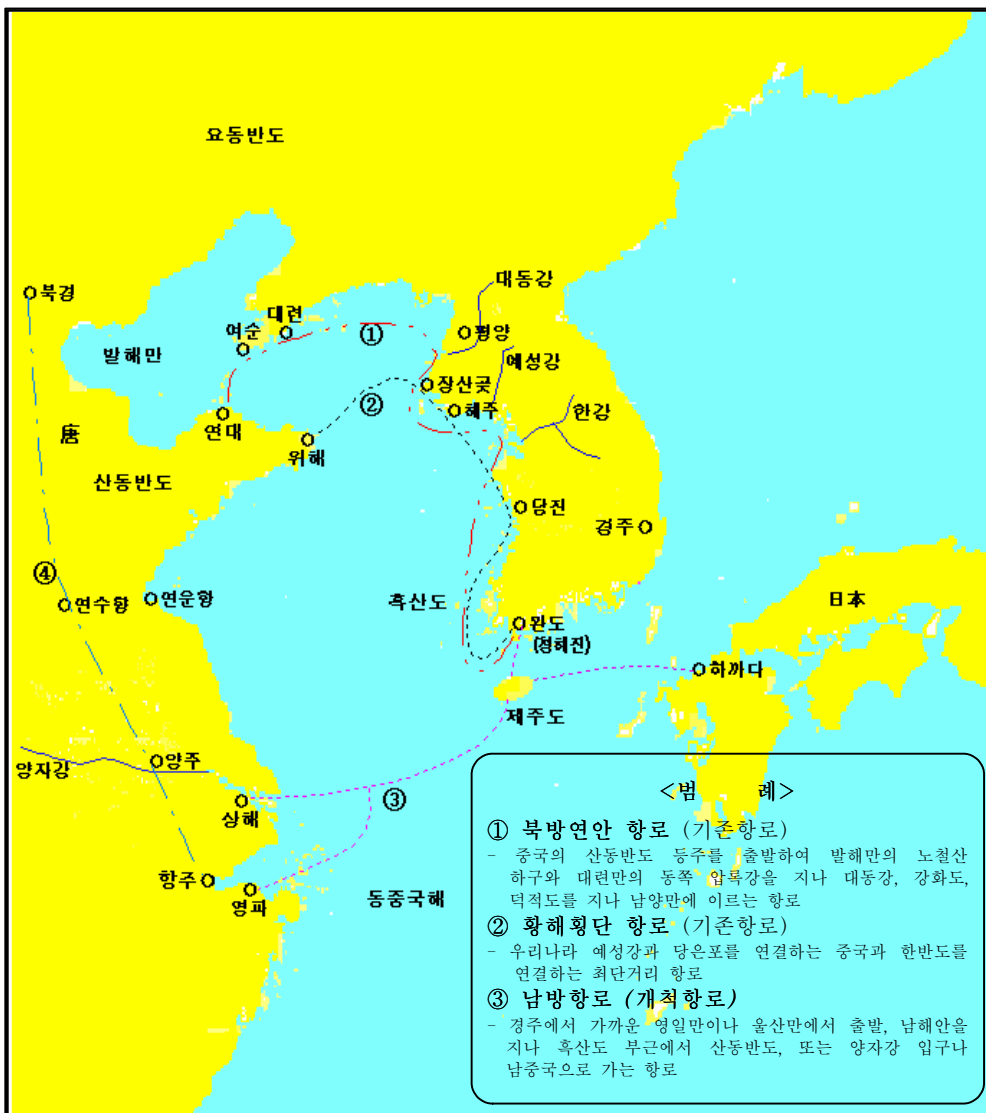 요동반도
대동강
북경
대련
①
여순
평양
발해만
예성강
장산곶
②
해주
한강
연대
唐
위해
산동반도
당진
경주
④
연수향
연운항
흑산도
日本
완도
(청해진)
하까다
제주도
양주
양자강
③
상해
항주
영파
동중국해
<범 례>
① 북방연안 항로 (기존항로)
- 중국의 산동반도 등주를 출발하여 발해만의 노철산
하구와 대련만의 동쪽 압록강을 지나 대동강, 강화도,
덕적도를 지나 남양만에 이르는 항로
② 황해횡단 항로 (기존항로)
- 우리나라 예성강과 당은포를 연결하는 중국과 한반도를
연결하는 최단거리 항로
③ 남방항로 (개척항로)
- 경주에서 가까운 영일만이나 울산만에서 출발, 남해안을
지나 흑산도 부근에서 산동반도, 또는 양자강 입구나
남중국으로 가는 항로